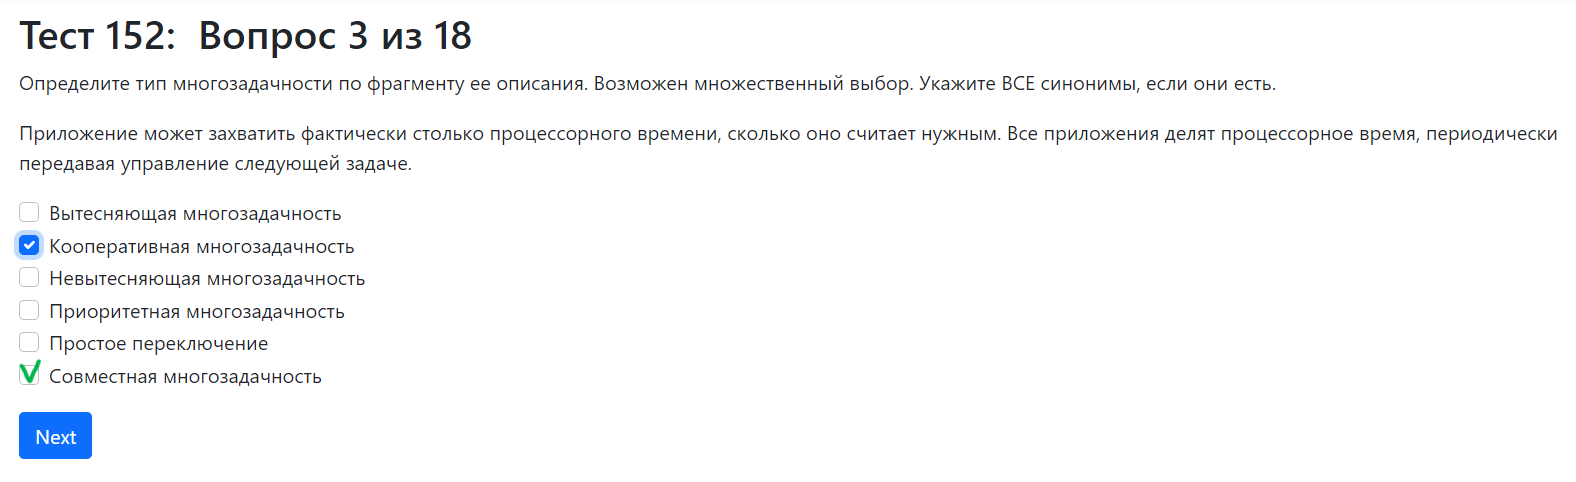 Тест 152: Вопрос 3 из 18
Определите тип многозадачности по фрагменту ее описания. Возможен множественный выбор. Укажите ВСЕ синонимы, если они есть.
Приложение может захватить фактически столько процессорного времени, сколько оно считает нужным. Все приложения делят процессорное время, периодически
передавая управление следующей задаче.
Вытесняющая многозадачность
Кооперативная многозадачность
Невытесняющая многозадачность
Приоритетная многозадачность
Простое переключение
Совместная многозадачность
Next